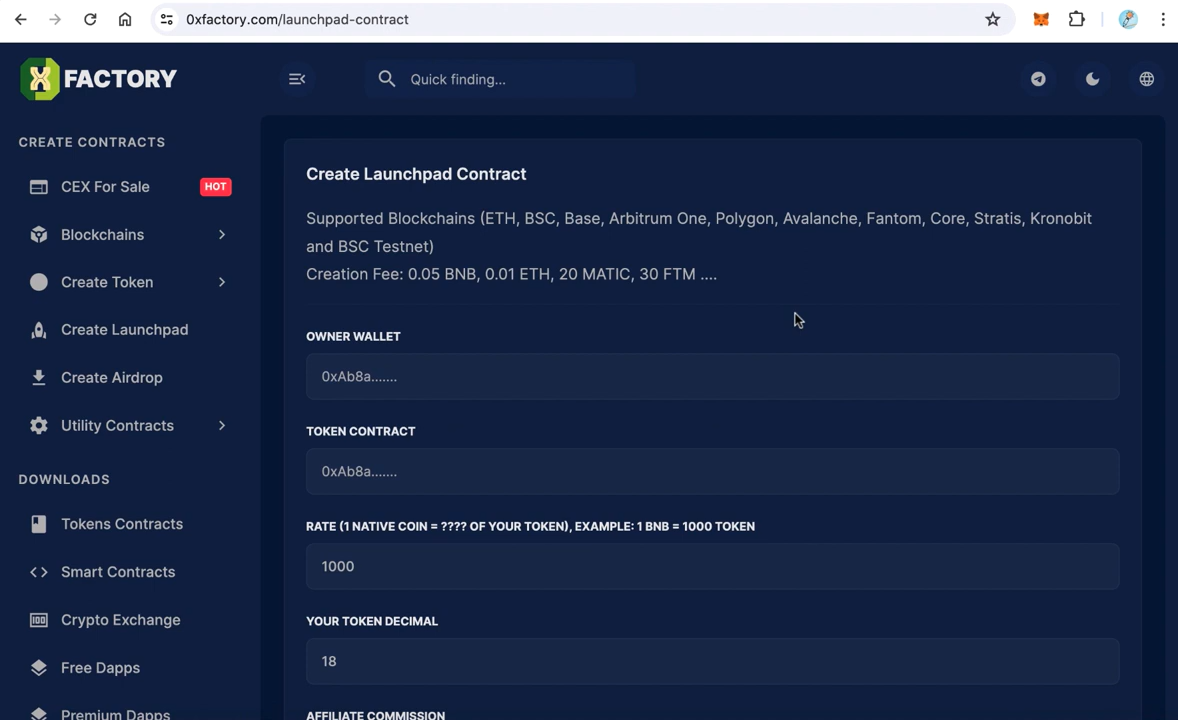 0xfactory.com/launchpad-contract
X FACTORY
Quick finding...
CREATE CONTRACTS
CEX For Sale
HOT
Blockchains
Create Token
Create Launchpad
Create Airdrop
Utility Contracts
DOWNLOADS
Tokens Contracts
Smart Contracts
Crypto Exchange
Free Dapps
Premium Dapps
Create Launchpad Contract
Supported Blockchains (ETH, BSC, Base, Arbitrum One, Polygon, Avalanche, Fantom, Core, Stratis, Kronobit
and BSC Testnet)
Creation Fee: 0.05 BNB, 0.01 ETH, 20 MATIC, 30 FTM ....
OWNER WALLET
0xAb8a.......
TOKEN CONTRACT
0xAb8a.......
RATE (1 NATIVE COIN = ???? OF YOUR TOKEN), EXAMPLE: 1 BNB = 1000 TOKEN
1000
YOUR TOKEN DECIMAL
18
AFFILIATE COMMISSION